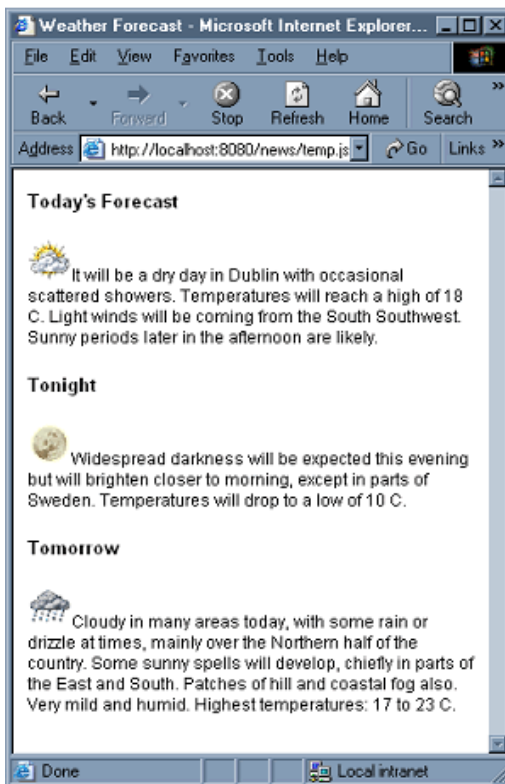 Weather Forecast - Microsoft Internet Explorer...
File Edit View Favorites Tools Help
Back Forward Stop Refresh Home Search »
Address http://localhost:8080/news/temp.js Go Links »
Today's Forecast
It will be a dry day in Dublin with occasional
scattered showers. Temperatures will reach a high of 18
C. Light winds will be coming from the South Southwest.
Sunny periods later in the afternoon are likely.
Tonight
Widespread darkness will be expected this evening
but will brighten closer to morning, except in parts of
Sweden. Temperatures will drop to a low of 10 C.
Tomorrow
Cloudy in many areas today, with some rain or
drizzle at times, mainly over the Northern half of the
country. Some sunny spells will develop, chiefly in parts of
the East and South. Patches of hill and coastal fog also.
Very mild and humid. Highest temperatures: 17 to 23 C.
Done Local intranet